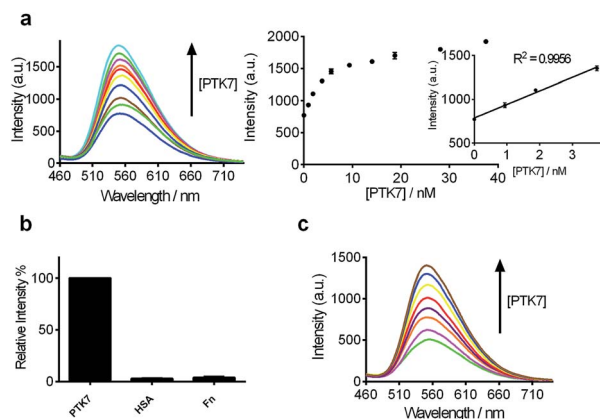 a
Intensity (a.u.)
1500
1000
500
0
460 510 560 610 660 710
Wavelength / nm
[PTK7]
Intensity (a.u.)
2000
1500
1000
500
0
0 10 20 30 40
[PTK7] / nM
R² = 0.9956
Intensity (a.u.)
1500
1000
500
0 1 2 3
[PTK7] / nM
b
Relative Intensity %
100
50
0
PTK7
HSA
Fn
c
Intensity (a.u.)
1500
1000
500
0
460 510 560 610 660 710
Wavelength / nm
[PTK7]